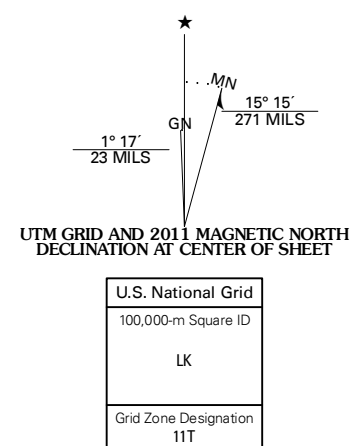 ★
MN
GN
15° 15´
271 MILS
1° 17´
23 MILS
UTM GRID AND 2011 MAGNETIC NORTH
DECLINATION AT CENTER OF SHEET
U.S. National Grid
100,000-m Square ID
LK
Grid Zone Designation
11T